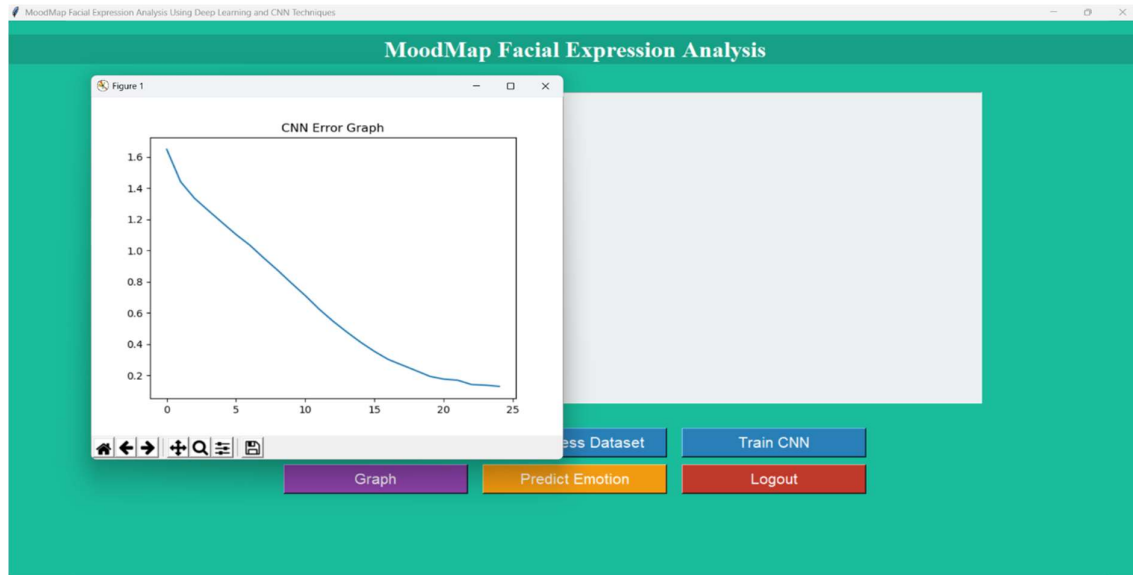 MoodMap Facial Expression Analysis Using Deep Learning and CNN Techniques
MoodMap Facial Expression Analysis
Figure 1
CNN Error Graph
1.6
1.4
1.2
1.0
0.8
0.6
0.4
0.2
0 5 10 15 20 25
ess Dataset
Train CNN
Graph
Predict Emotion
Logout